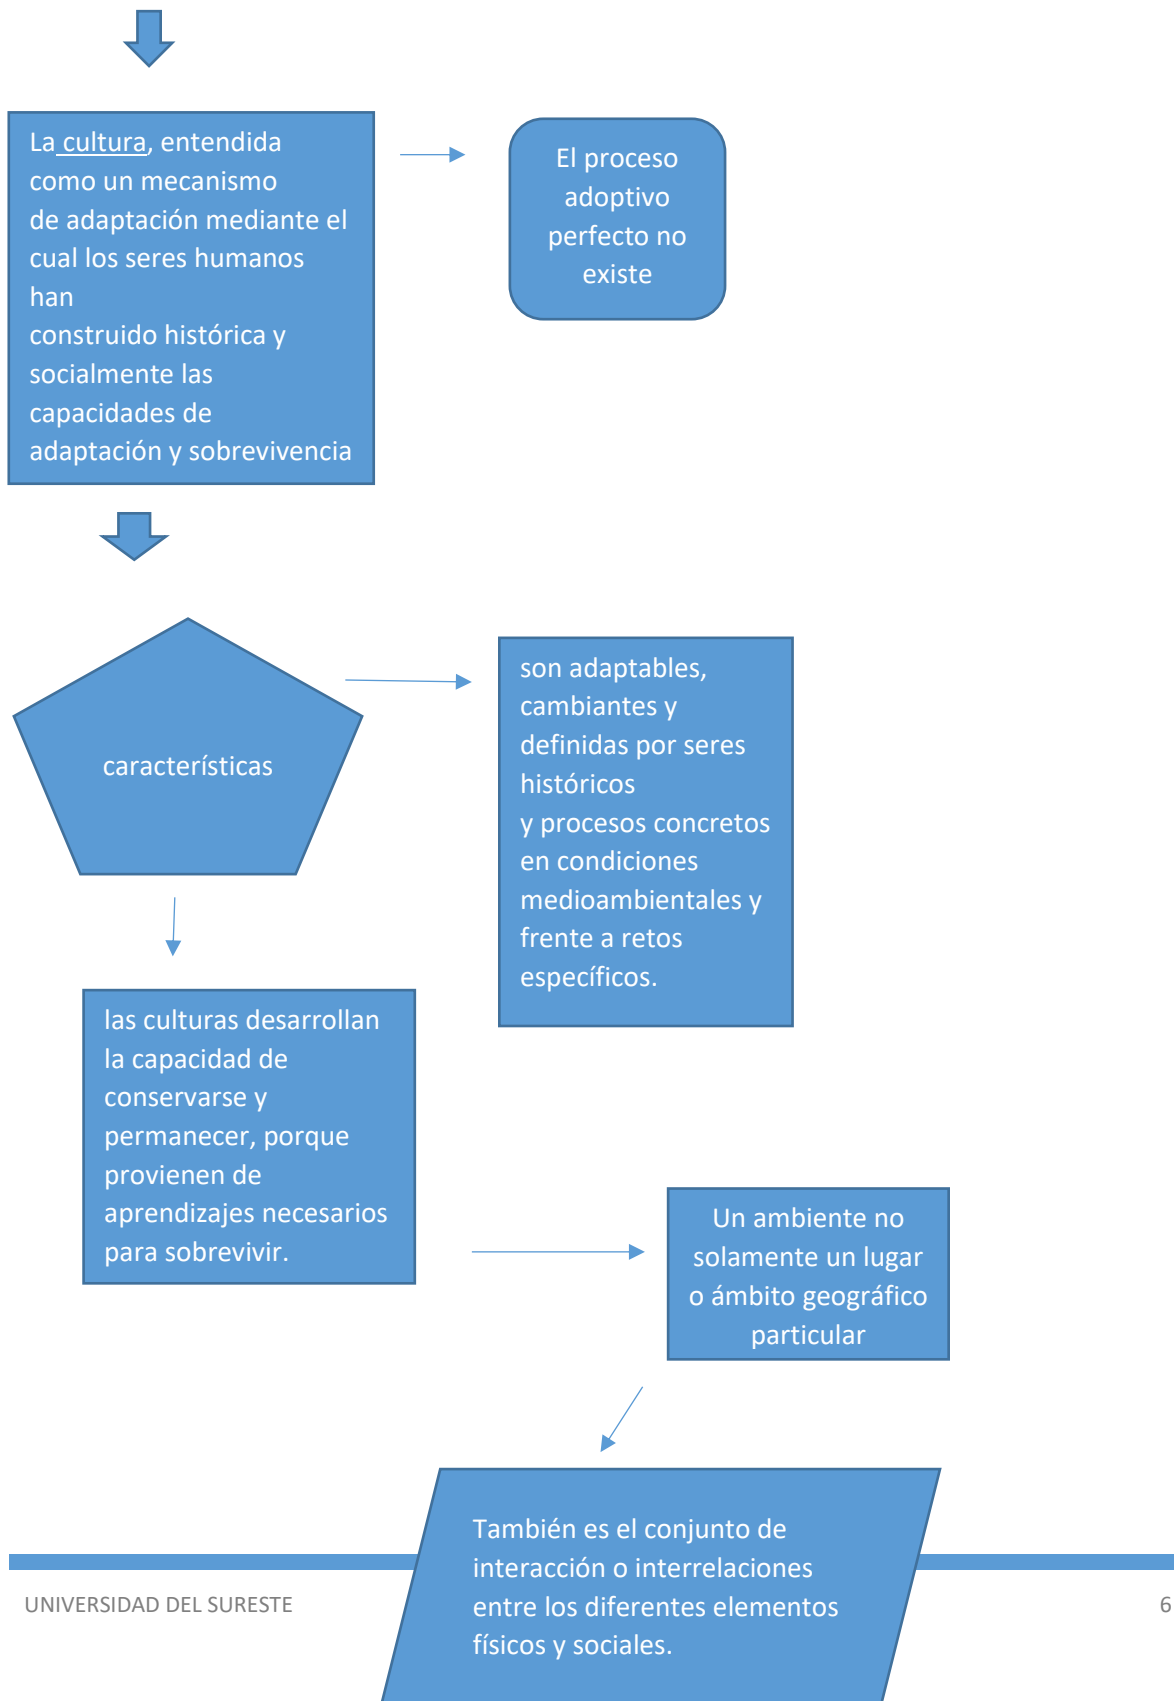 La cultura, entendida
como un mecanismo
de adaptación mediante el
cual los seres humanos
han
construido histórica y
socialmente las
capacidades de
adaptación y sobrevivencia
El proceso
adoptivo
perfecto no
existe
características
son adaptables,
cambiantes y
definidas por seres
históricos
y procesos concretos
en condiciones
medioambientales y
frente a retos
específicos.
las culturas desarrollan
la capacidad de
conservarse y
permanecer, porque
provienen de
aprendizajes necesarios
para sobrevivir.
Un ambiente no
solamente un lugar
o ámbito geográfico
particular
También es el conjunto de
interacción o interrelaciones
entre los diferentes elementos
físicos y sociales.
UNIVERSIDAD DEL SURESTE
6